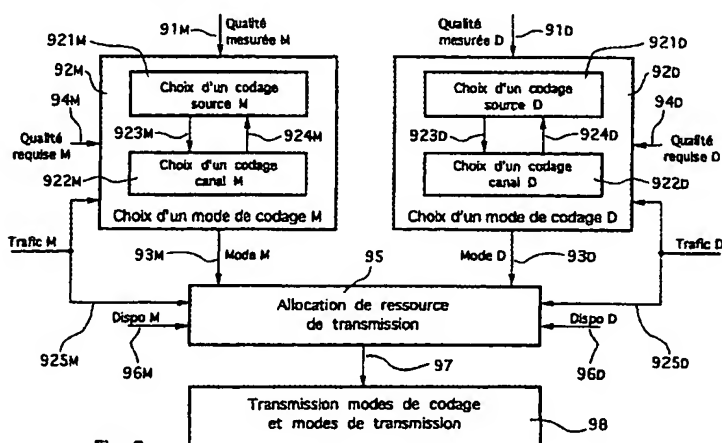 91M
Qualité
mesurée M
Qualité
mesurée D
91D
921M
921D
92M
92D
Choix d'un codage
source M
Choix d'un codage
source D
94M
94D
923M
924M
923D
924D
Qualité
requise M
Qualité
requise D
Choix d'un codage
canal M
Choix d'un codage
canal D
922M
922D
Choix d'un mode de codage M
Choix d'un mode de codage D
Trafic M
Trafic D
93M
Mode M
95
Mode D
93D
Allocation de ressource
de transmission
Dispo M
Dispo D
925M
96M
97
96D
925D
Transmission modes de codage
et modes de transmission
98